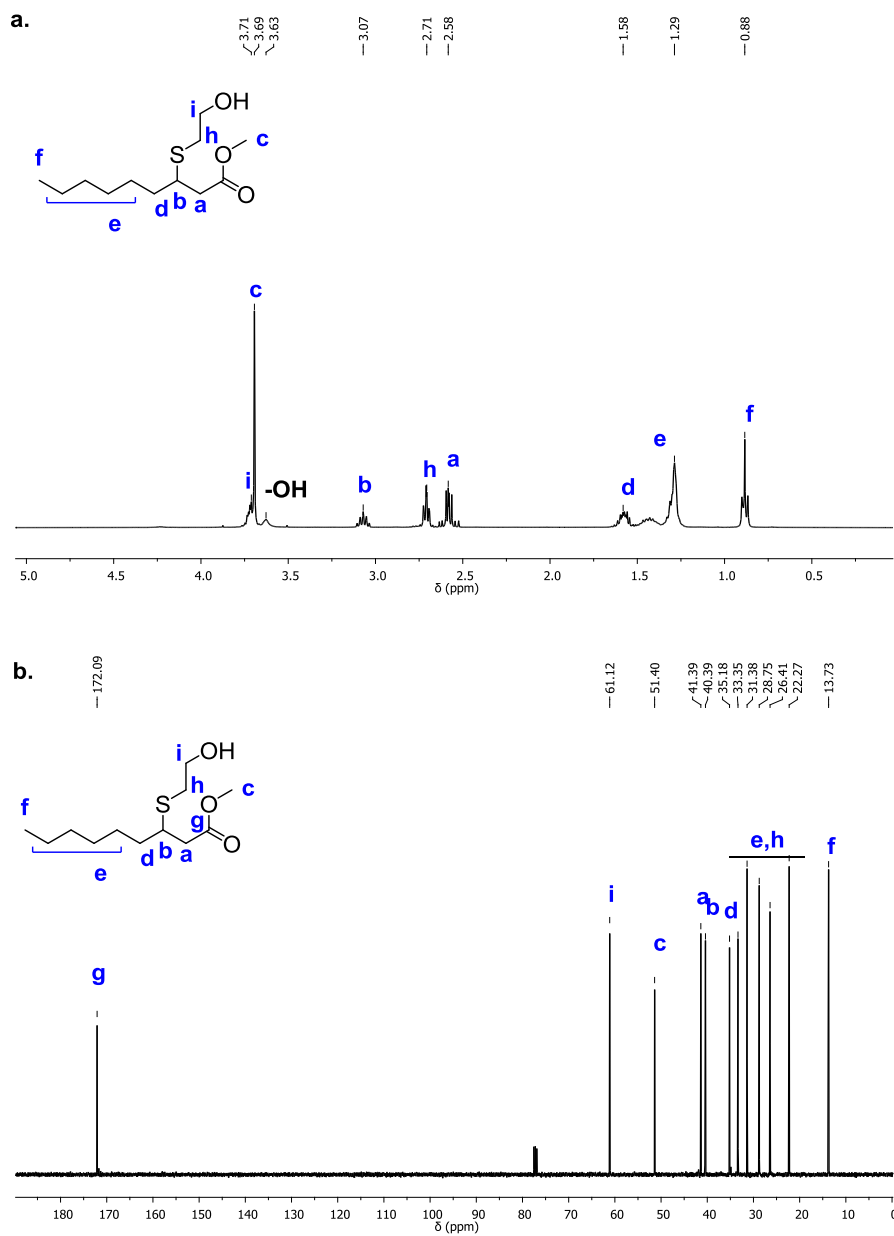 a.
3.71
3.69
3.63
3.07
2.71
2.58
1.58
1.29
0.88
OH
i
h
c
f
S
O
O
d
b
a
e
c
i
-OH
b
h
a
d
e
f
5.0 4.5 4.0 3.5 3.0 2.5 2.0 1.5 1.0 0.5
δ (ppm)
b.
172.09
61.12
51.40
41.39
40.39
35.18
33.35
31.38
28.75
26.41
22.27
13.73
OH
i
h
c
f
S
O
g
O
d
b
a
e
g
i
c
a
b
d
e,h
f
180 170 160 150 140 130 120 110 100 90 80 70 60 50 40 30 20 10 0
δ (ppm)